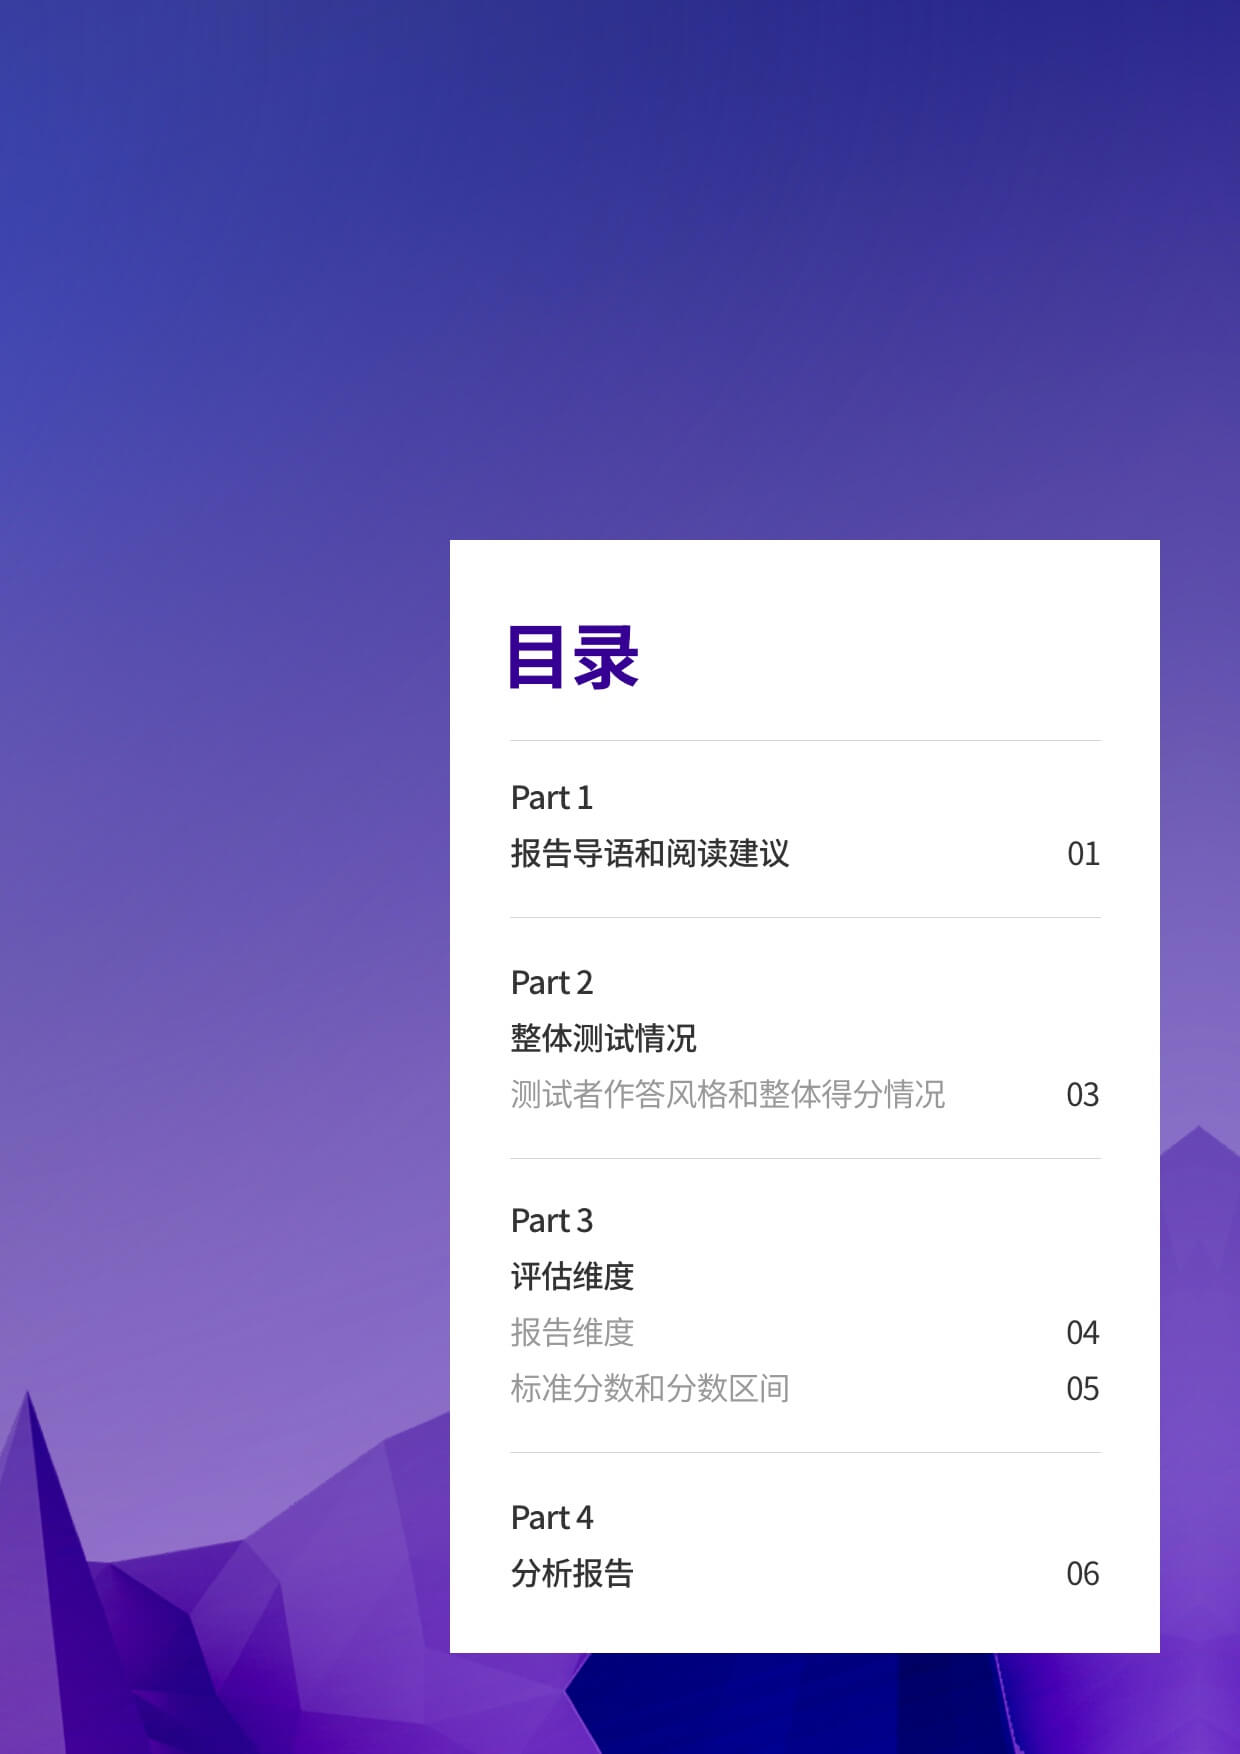 目录
Part 1
报告导语和阅读建议 01
Part 2
整体测试情况
测试者作答风格和整体得分情况 03
Part 3
评估维度
报告维度 04
标准分数和分数区间 05
Part 4
分析报告 06